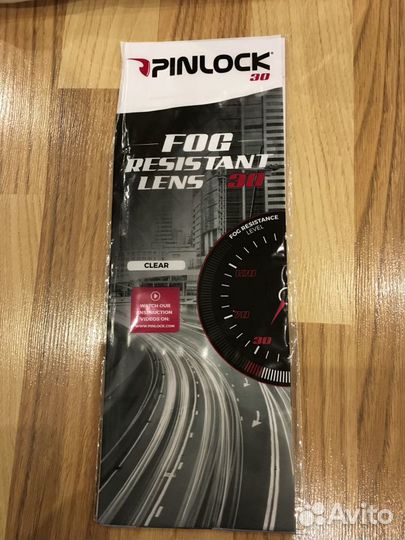 PINLOCK®
30
FOG
RESISTANT
LENS 30
FOG RESISTANCE
LEVEL
CLEAR
120
70
30
WATCH OUR
INSTRUCTION
VIDEOS ON:
WWW.PINLOCK.COM
Avito